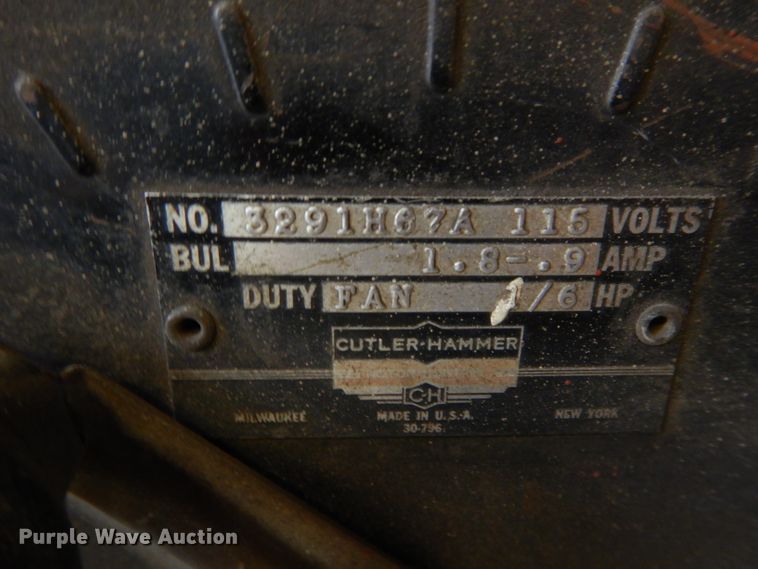 NO. 3291H67A 115 VOLTS
BUL 1.8-.9 AMP
DUTY FAN 1/6 HP
CUTLER-HAMMER
C-H
MILWAUKEE MADE IN U.S.A. NEW YORK
30-796
Purple Wave Auction